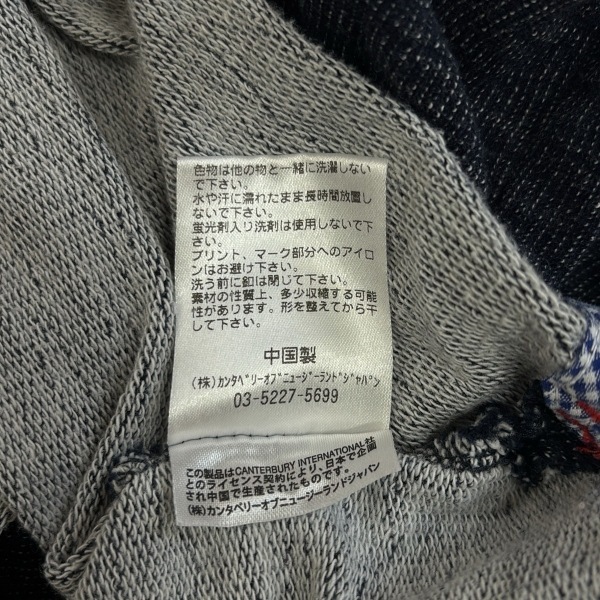 色物は他の物と一緒に洗濯しない
で下さい。
水や汗に濡れたまま長時間放置し
ないで下さい。
蛍光剤入り洗剤は使用しないで下
さい。
プリント、マーク部分へのアイロ
ンはお避け下さい。
洗う前に釦は閉じて下さい。
素材の性質上、多少収縮する可能
性があります。形を整えてから干
して下さい。
中国製
(株)カンタベリーオブニュージーランドジャパン
03-5227-5699
この製品はCANTERBURY INTERNATIONAL社
とのライセンス契約により、日本で企画
され中国で生産されたものです。
(株)カンタベリーオブニュージーランドジャパン